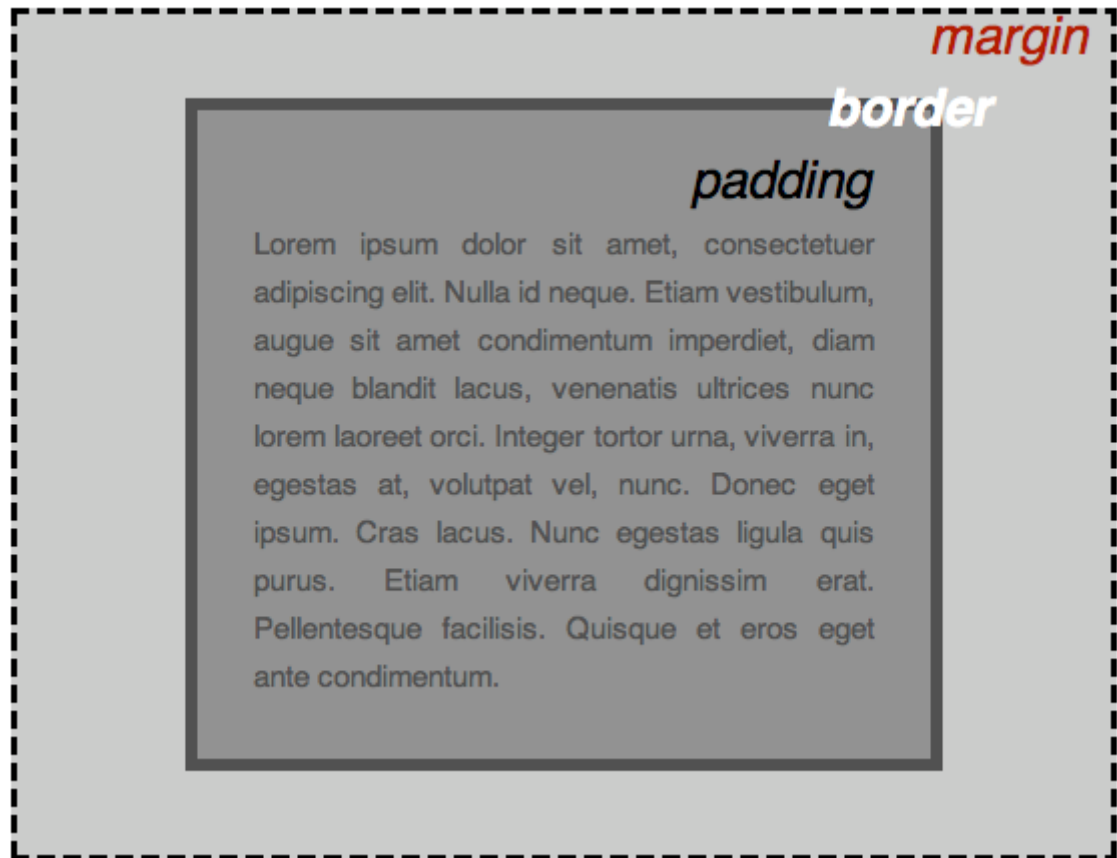 margin
border
padding
Lorem ipsum dolor sit amet, consectetuer
adipiscing elit. Nulla id neque. Etiam vestibulum,
augue sit amet condimentum imperdiet, diam
neque blandit lacus, venenatis ultrices nunc
lorem laoreet orci. Integer tortor urna, viverra in,
egestas at, volutpat vel, nunc. Donec eget
ipsum. Cras lacus. Nunc egestas ligula quis
purus. Etiam viverra dignissim erat.
Pellentesque facilisis. Quisque et eros eget
ante condimentum.